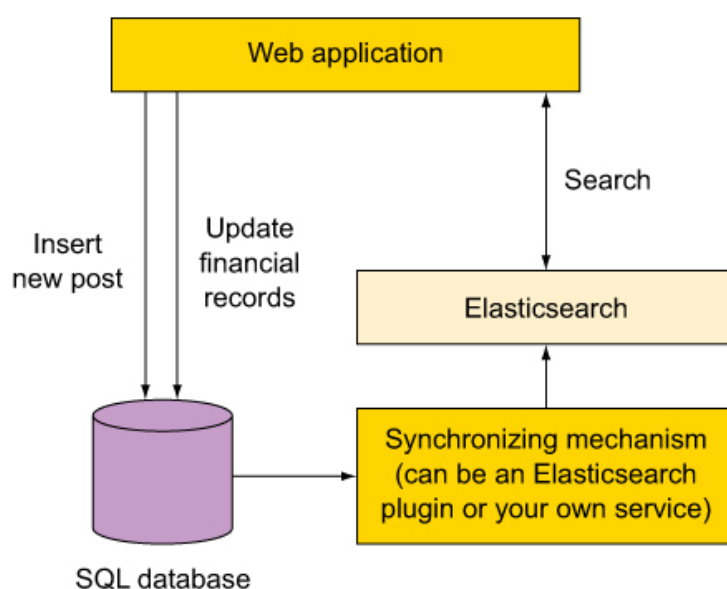 Web application
Search
Insert
new post
Update
financial
records
Elasticsearch
Synchronizing mechanism
(can be an Elasticsearch
plugin or your own service)
SQL database